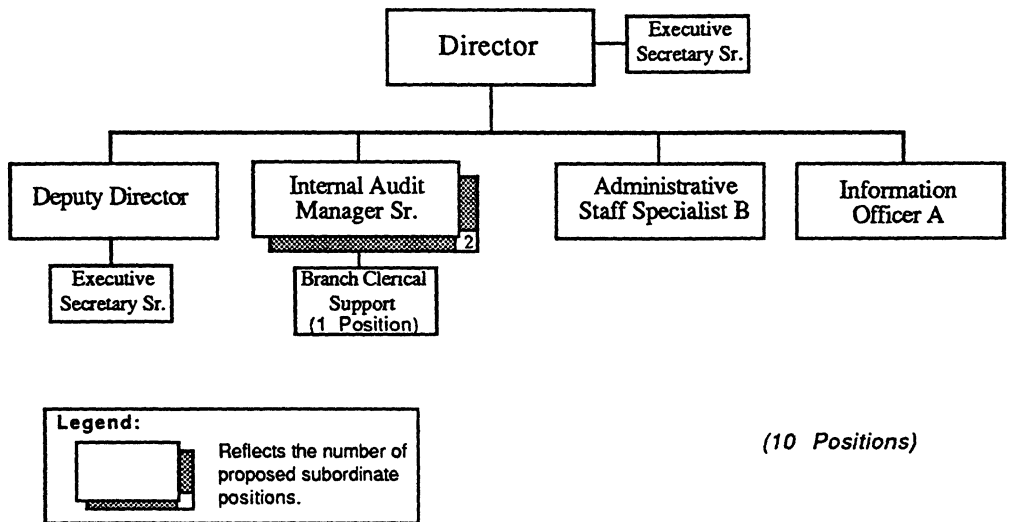 Director
Executive
Secretary Sr.
Deputy Director
Internal Audit
Manager Sr.
2
Administrative
Staff Specialist B
Information
Officer A
Executive
Secretary Sr.
Branch Clerical
Support
(1 Position)
Legend:
Reflects the number of
proposed subordinate
positions.
(10 Positions)